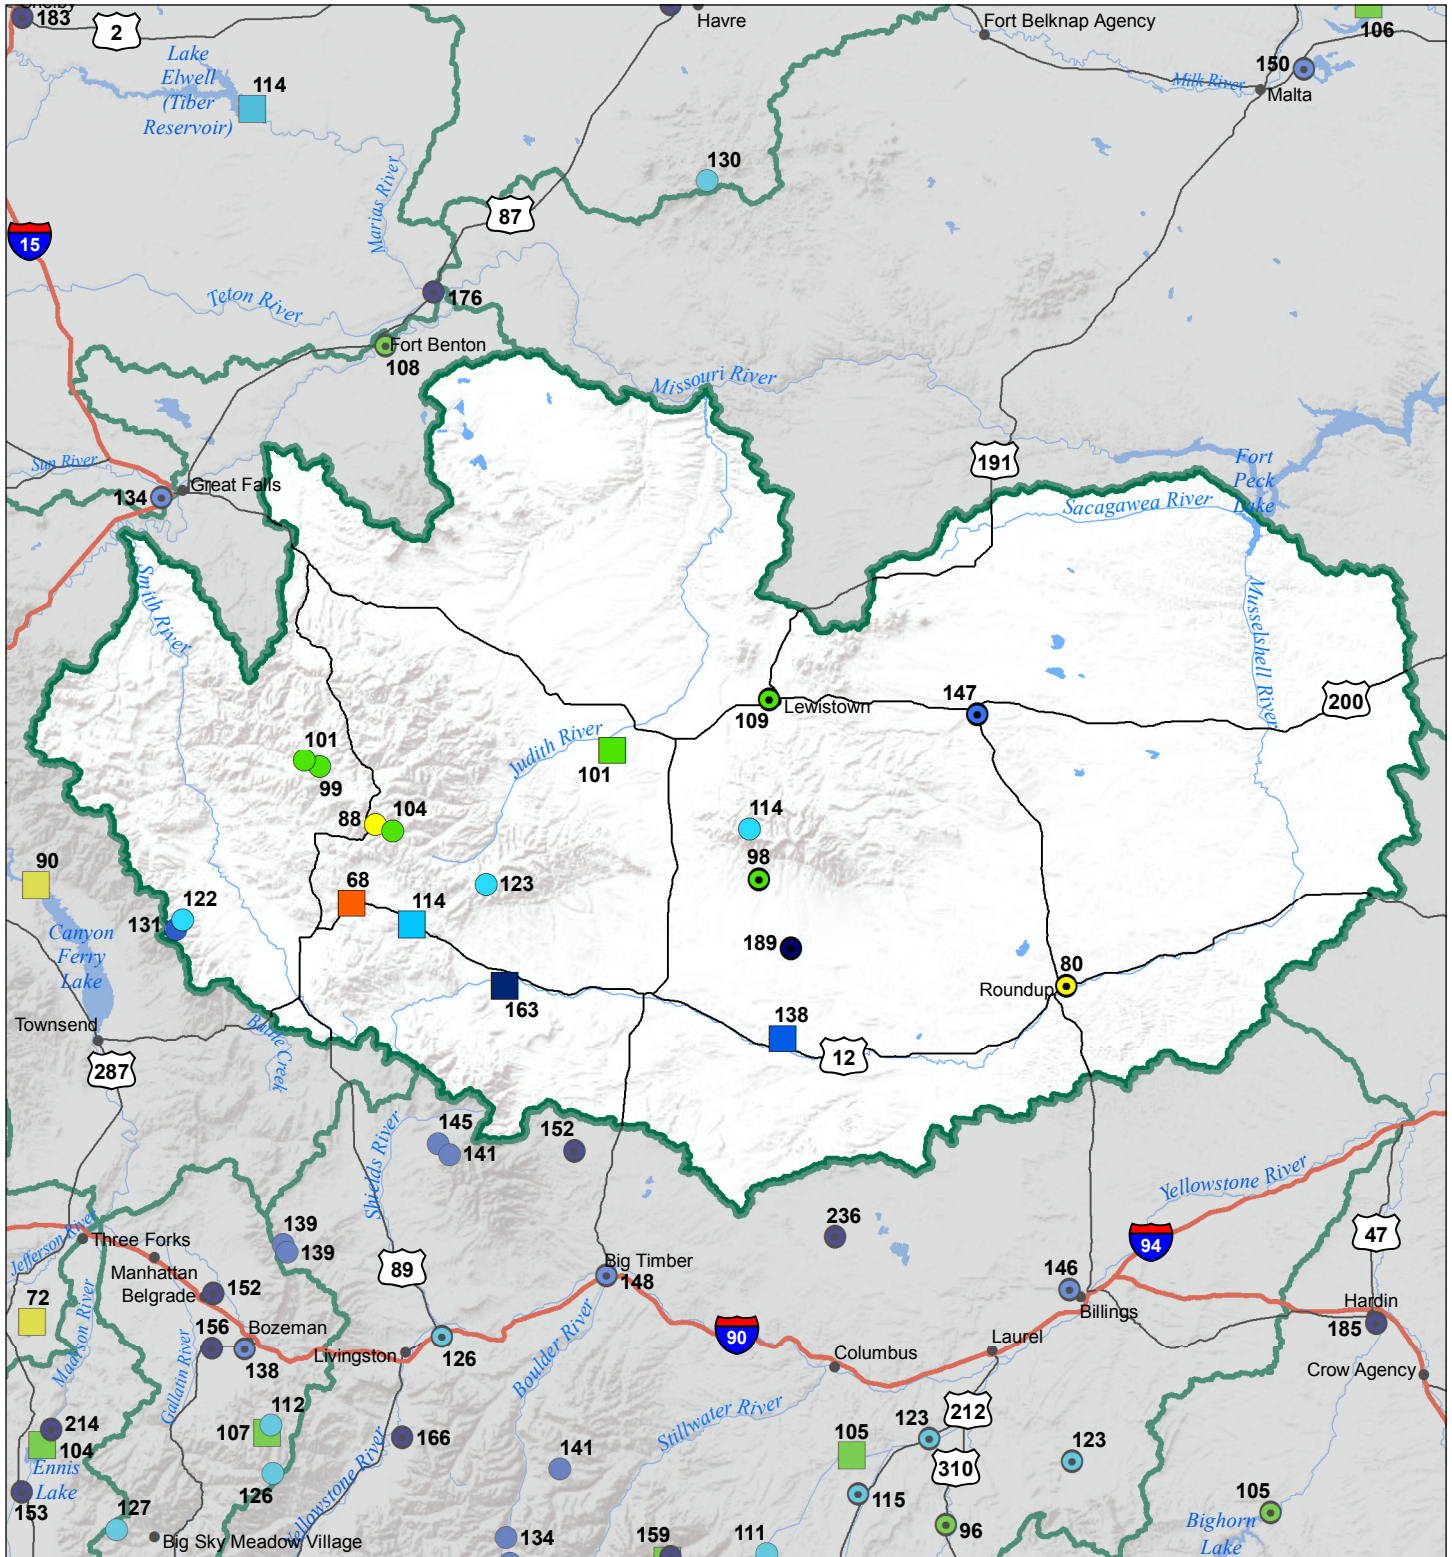 Shelby
183
2
Havre
Fort Belknap Agency
106
Lake
Elwell
(Tiber
Reservoir)
114
150
Milk River
Malta
130
Marias River
87
15
Teton River
176
Fort Benton
108
Missouri River
191
Fort
Peck
Lake
Sun River
134
Great Falls
Sacagawea River
Smith River
Musselshell River
147
200
109
Lewistown
Judith River
101
99
101
88
104
114
98
90
68
123
122
131
114
Canyon
Ferry
Lake
189
80
Roundup
163
138
12
Townsend
Battle Creek
287
145
141
152
Shields River
Yellowstone River
236
94
47
Jefferson River
Three Forks
139
139
Manhattan
Belgrade
152
89
Big Timber
148
146
Billings
Hardin
185
72
Madison River
156
Bozeman
138
Gallatin River
Livingston
126
Boulder River
90
Columbus
Laurel
Crow Agency
212
214
104
Ennis
Lake
112
107
166
Stillwater River
105
123
310
123
141
126
153
127
Big Sky Meadow Village
Yellowstone River
134
159
111
115
96
105
Bighorn
Lake